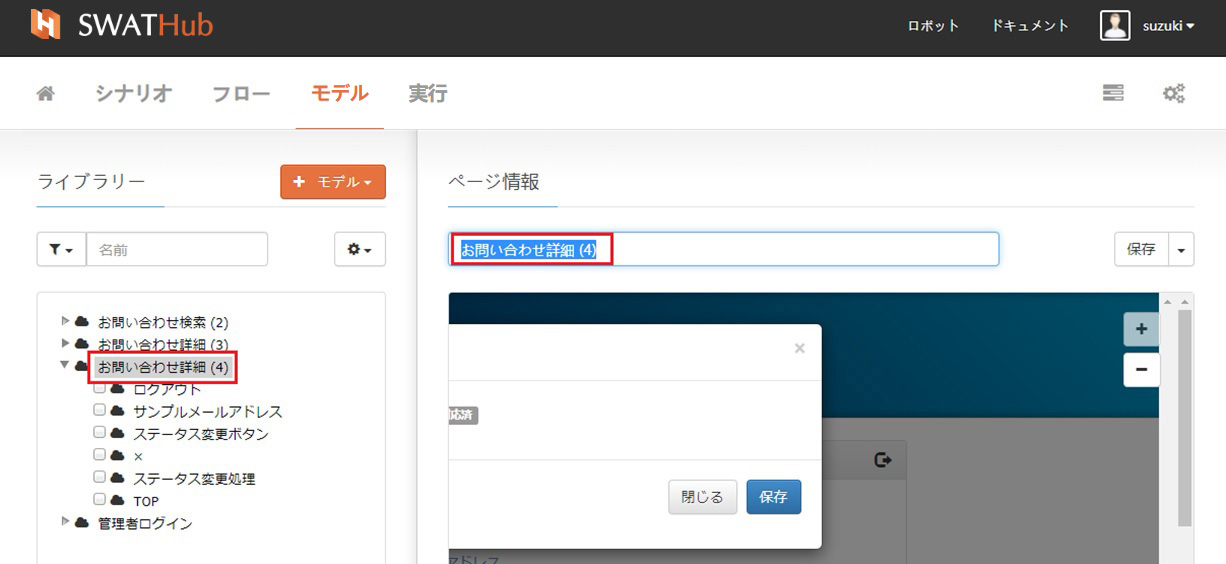 SWATHub
ロボット ドキュメント suzuki
シナリオ フロー モデル 実行
ライブラリー
+ モデル
ページ情報
名前
お問い合わせ詳細 (4)
保存
お問い合わせ検索 (2)
お問い合わせ詳細 (3)
お問い合わせ詳細 (4)
ログアウト
サンプルメールアドレス
ステータス変更ボタン
×
ステータス変更処理
TOP
管理者ログイン
+
−
×
応済
閉じる 保存
アドレス